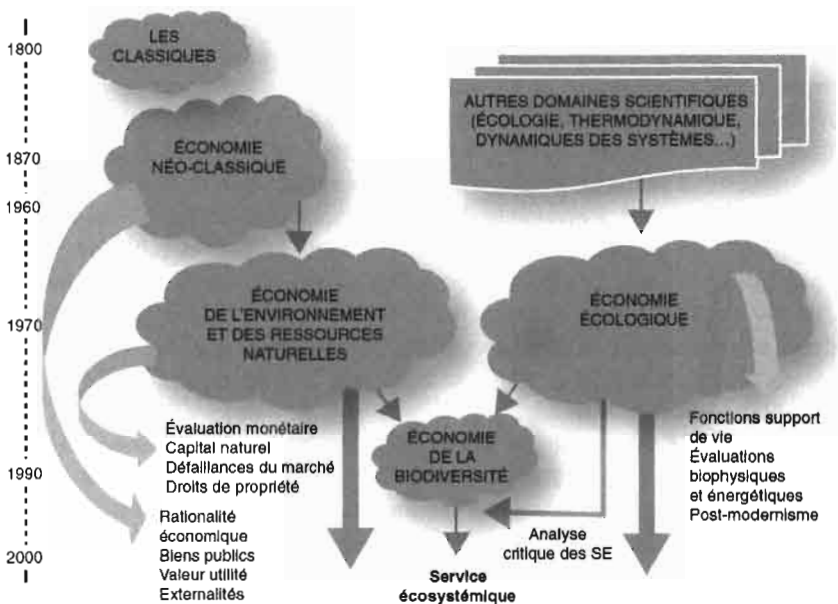 1800
1870
1960
1970
1990
2000
LES
CLASSIQUES
ÉCONOMIE
NÉO-CLASSIQUE
AUTRES DOMAINES SCIENTIFIQUES
(ÉCOLOGIE, THERMODYNAMIQUE,
DYNAMIQUES DES SYSTÈMES...)
ÉCONOMIE
DE L'ENVIRONNEMENT
ET DES RESSOURCES
NATURELLES
ÉCONOMIE
ÉCOLOGIQUE
Évaluation monétaire
Capital naturel
Défaillances du marché
Droits de propriété
Rationalité
économique
Biens publics
Valeur utilité
Externalités
ÉCONOMIE
DE LA
BIODIVERSITÉ
Fonctions support
de vie
Évaluations
biophysiques
et énergétiques
Post-modernisme
Analyse
critique des SE
Service
écosystémique